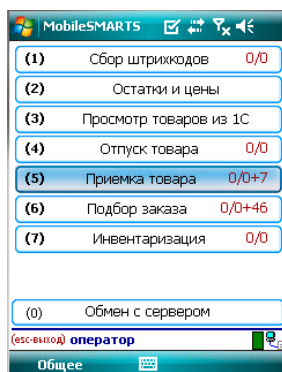 MobileSMARTS
(1) Сбор штрихкодов 0/0
(2) Остатки и цены
(3) Просмотр товаров из 1С
(4) Отпуск товара 0/0
(5) Приемка товара 0/0+7
(6) Подбор заказа 0/0+46
(7) Инвентаризация 0/0
(0) Обмен с сервером
(esc-выход) оператор
Общее